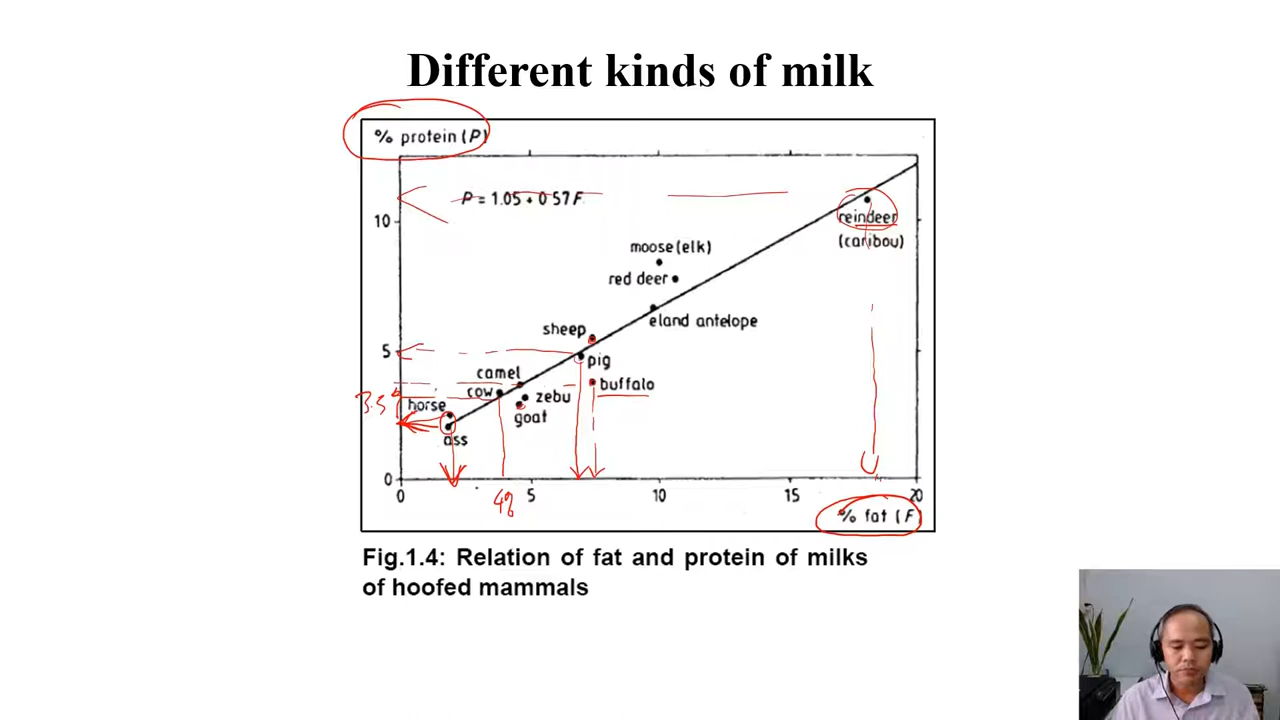 Different kinds of milk
% protein (P)
P = 1.05 + 0.57F
10
reindeer
(caribou)
moose (elk)
red deer
eland antelope
sheep
5
pig
camel
buffalo
cow
zebu
3.5%
horse
goat
ass
0
0 5 10 15 20
4%
% fat (F
Fig.1.4: Relation of fat and protein of milks
of hoofed mammals